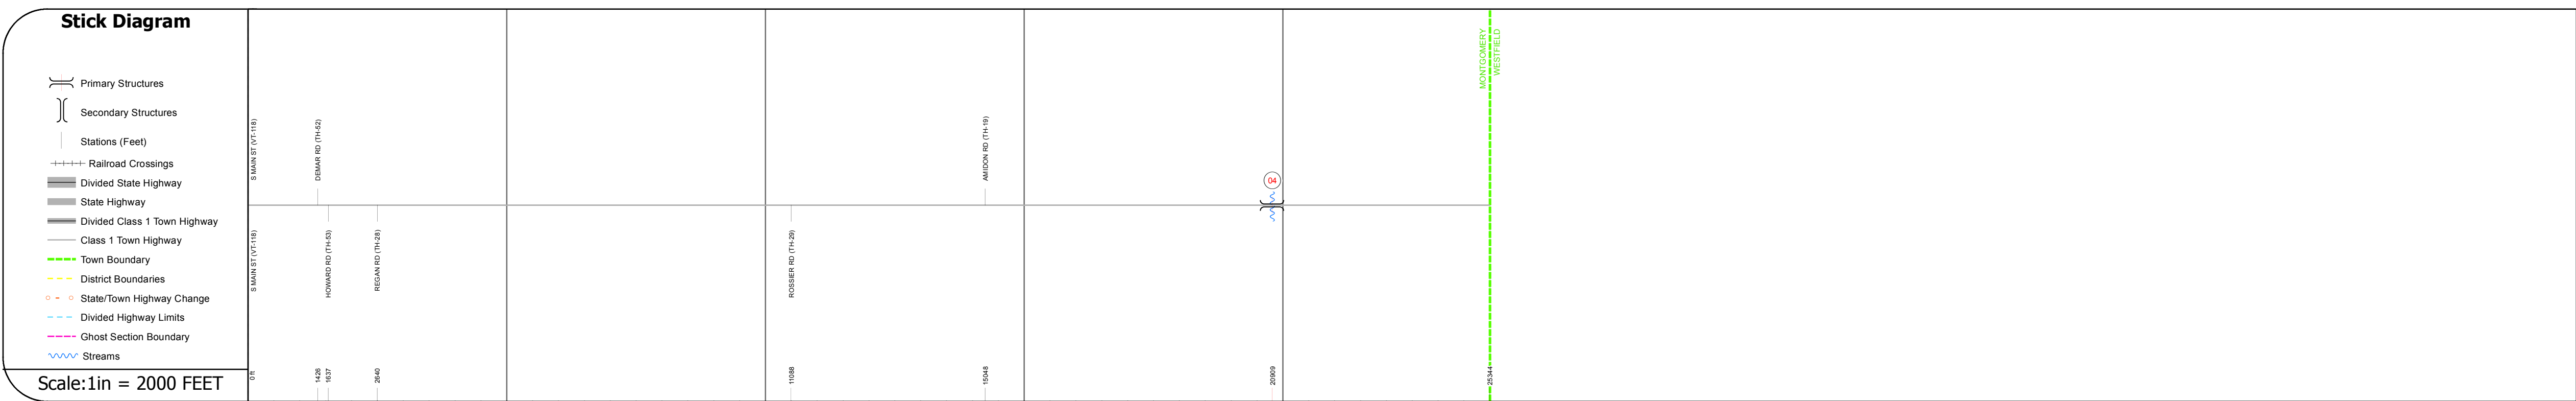 Stick Diagram
Primary Structures
Secondary Structures
Stations (Feet)
Railroad Crossings
Divided State Highway
State Highway
Divided Class 1 Town Highway
Class 1 Town Highway
Town Boundary
District Boundaries
State/Town Highway Change
Divided Highway Limits
Ghost Section Boundary
Streams
Scale:1in = 2000 FEET
S MAIN ST (VT-118)
DEMAR RD (TH-52)
AMIDON RD (TH-19)
04
MONTGOMERY
WESTFIELD
S MAIN ST (VT-118)
HOWARD RD (TH-53)
REGAN RD (TH-28)
ROSSIER RD (TH-29)
0 ft
1426
1637
2640
11088
15048
20909
25344